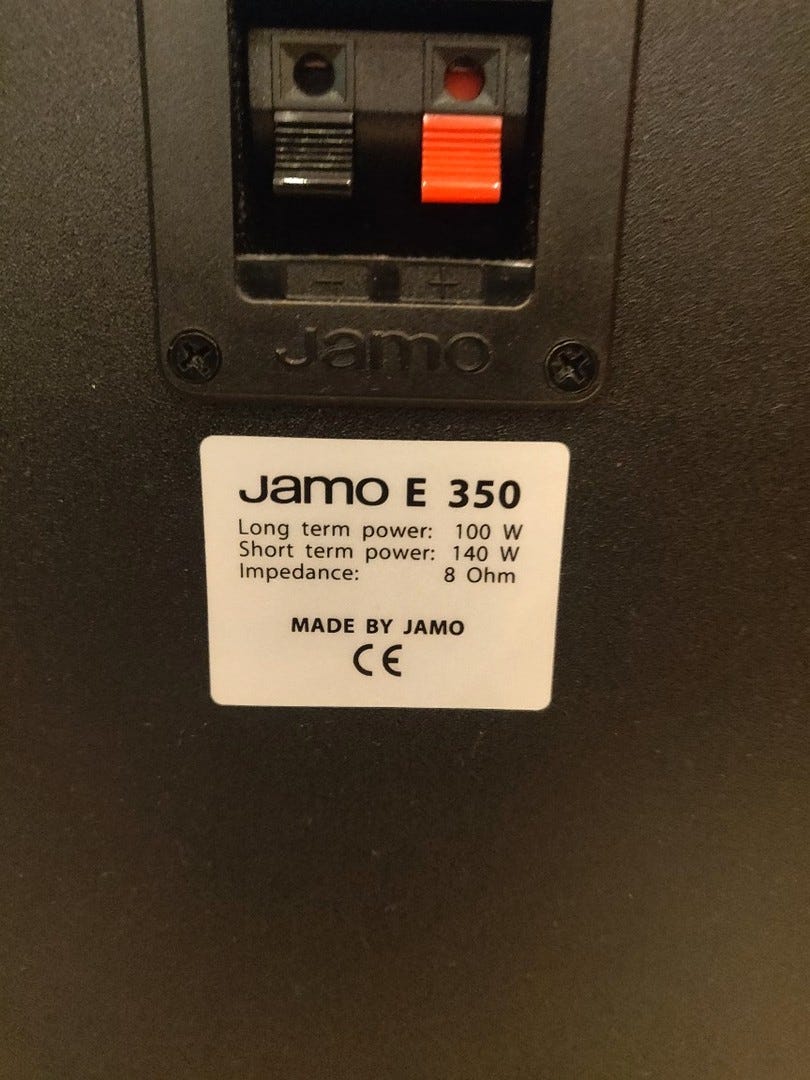 - +
Jamo
Jamo E 350
Long term power: 100 W
Short term power: 140 W
Impedance: 8 Ohm
MADE BY JAMO
CE